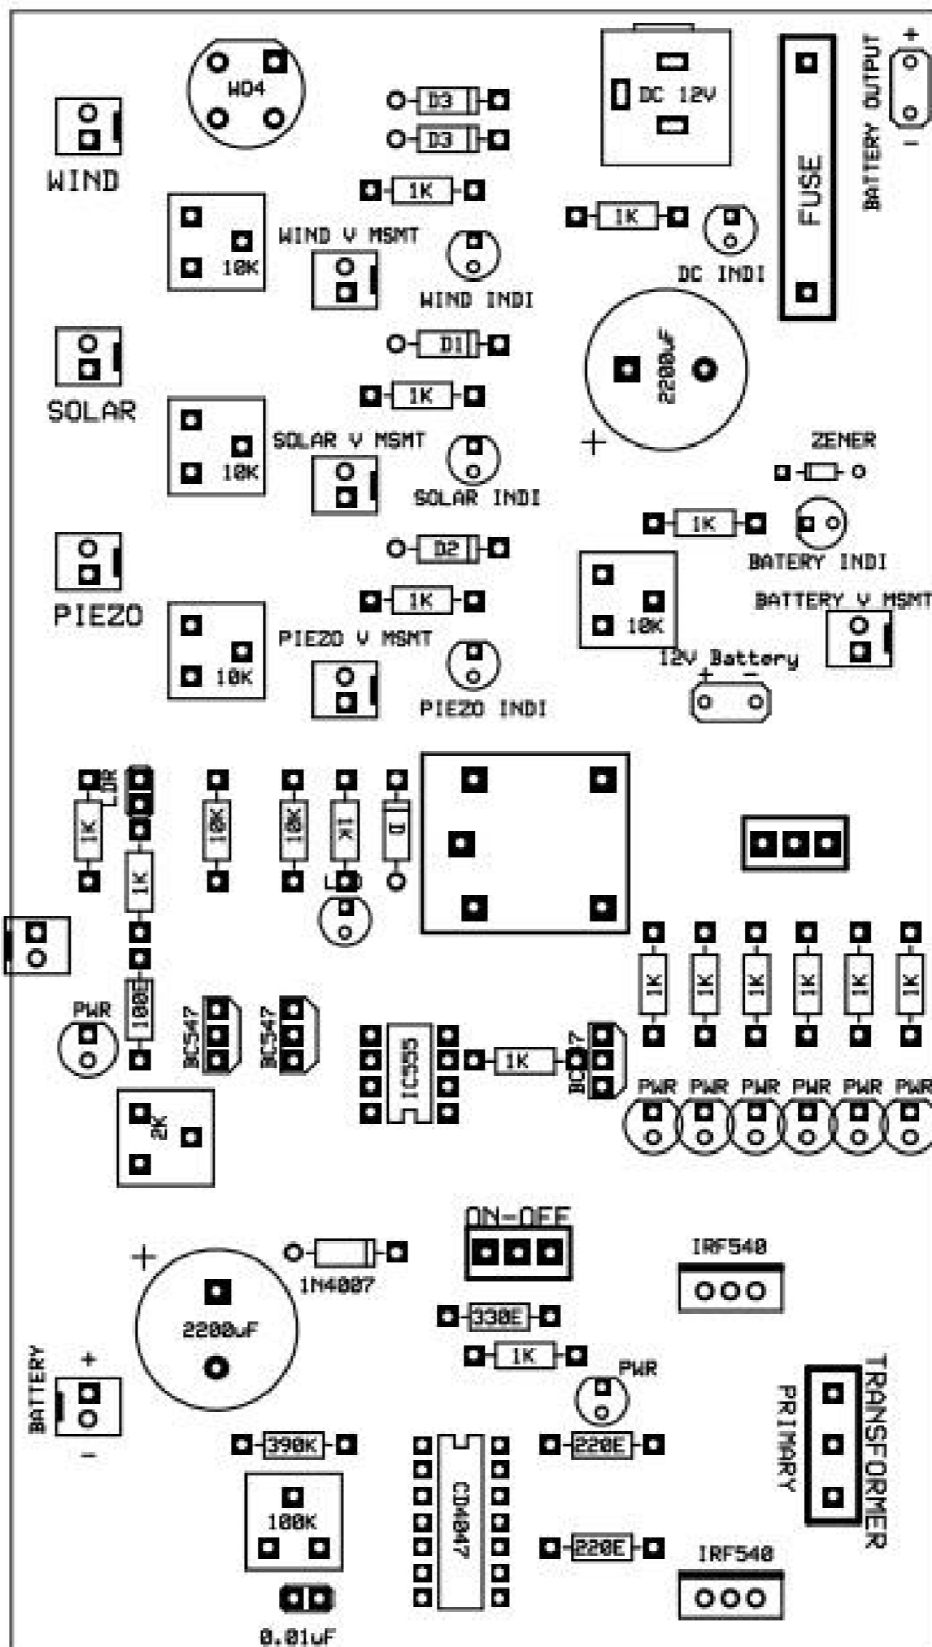 W04
D3
DC 12V
FUSE
BATTERY OUTPUT
+
-
D3
WIND
1K
1K
WIND V MSMT
10K
DC INDI
WIND INDI
D1
2200uF
+
SOLAR
1K
SOLAR V MSMT
ZENER
10K
SOLAR INDI
1K
D2
BATERY INDI
PIEZO
1K
BATTERY V MSMT
10K
PIEZO V MSMT
12V Battery
+ -
10K
PIEZO INDI
LDR
1K
10K
10K
1K
D
1K
1K
1K
1K
1K
1K
1K
100E
PWR
BC547
BC547
IC555
1K
PWR
PWR
PWR
PWR
PWR
PWR
2K
ON-OFF
IRF540
+
1N4007
2200uF
330E
1K
BATTERY
+
-
PWR
TRANSFORMER
PRIMARY
390K
220E
CD4047
100K
220E
IRF540
0.01uF